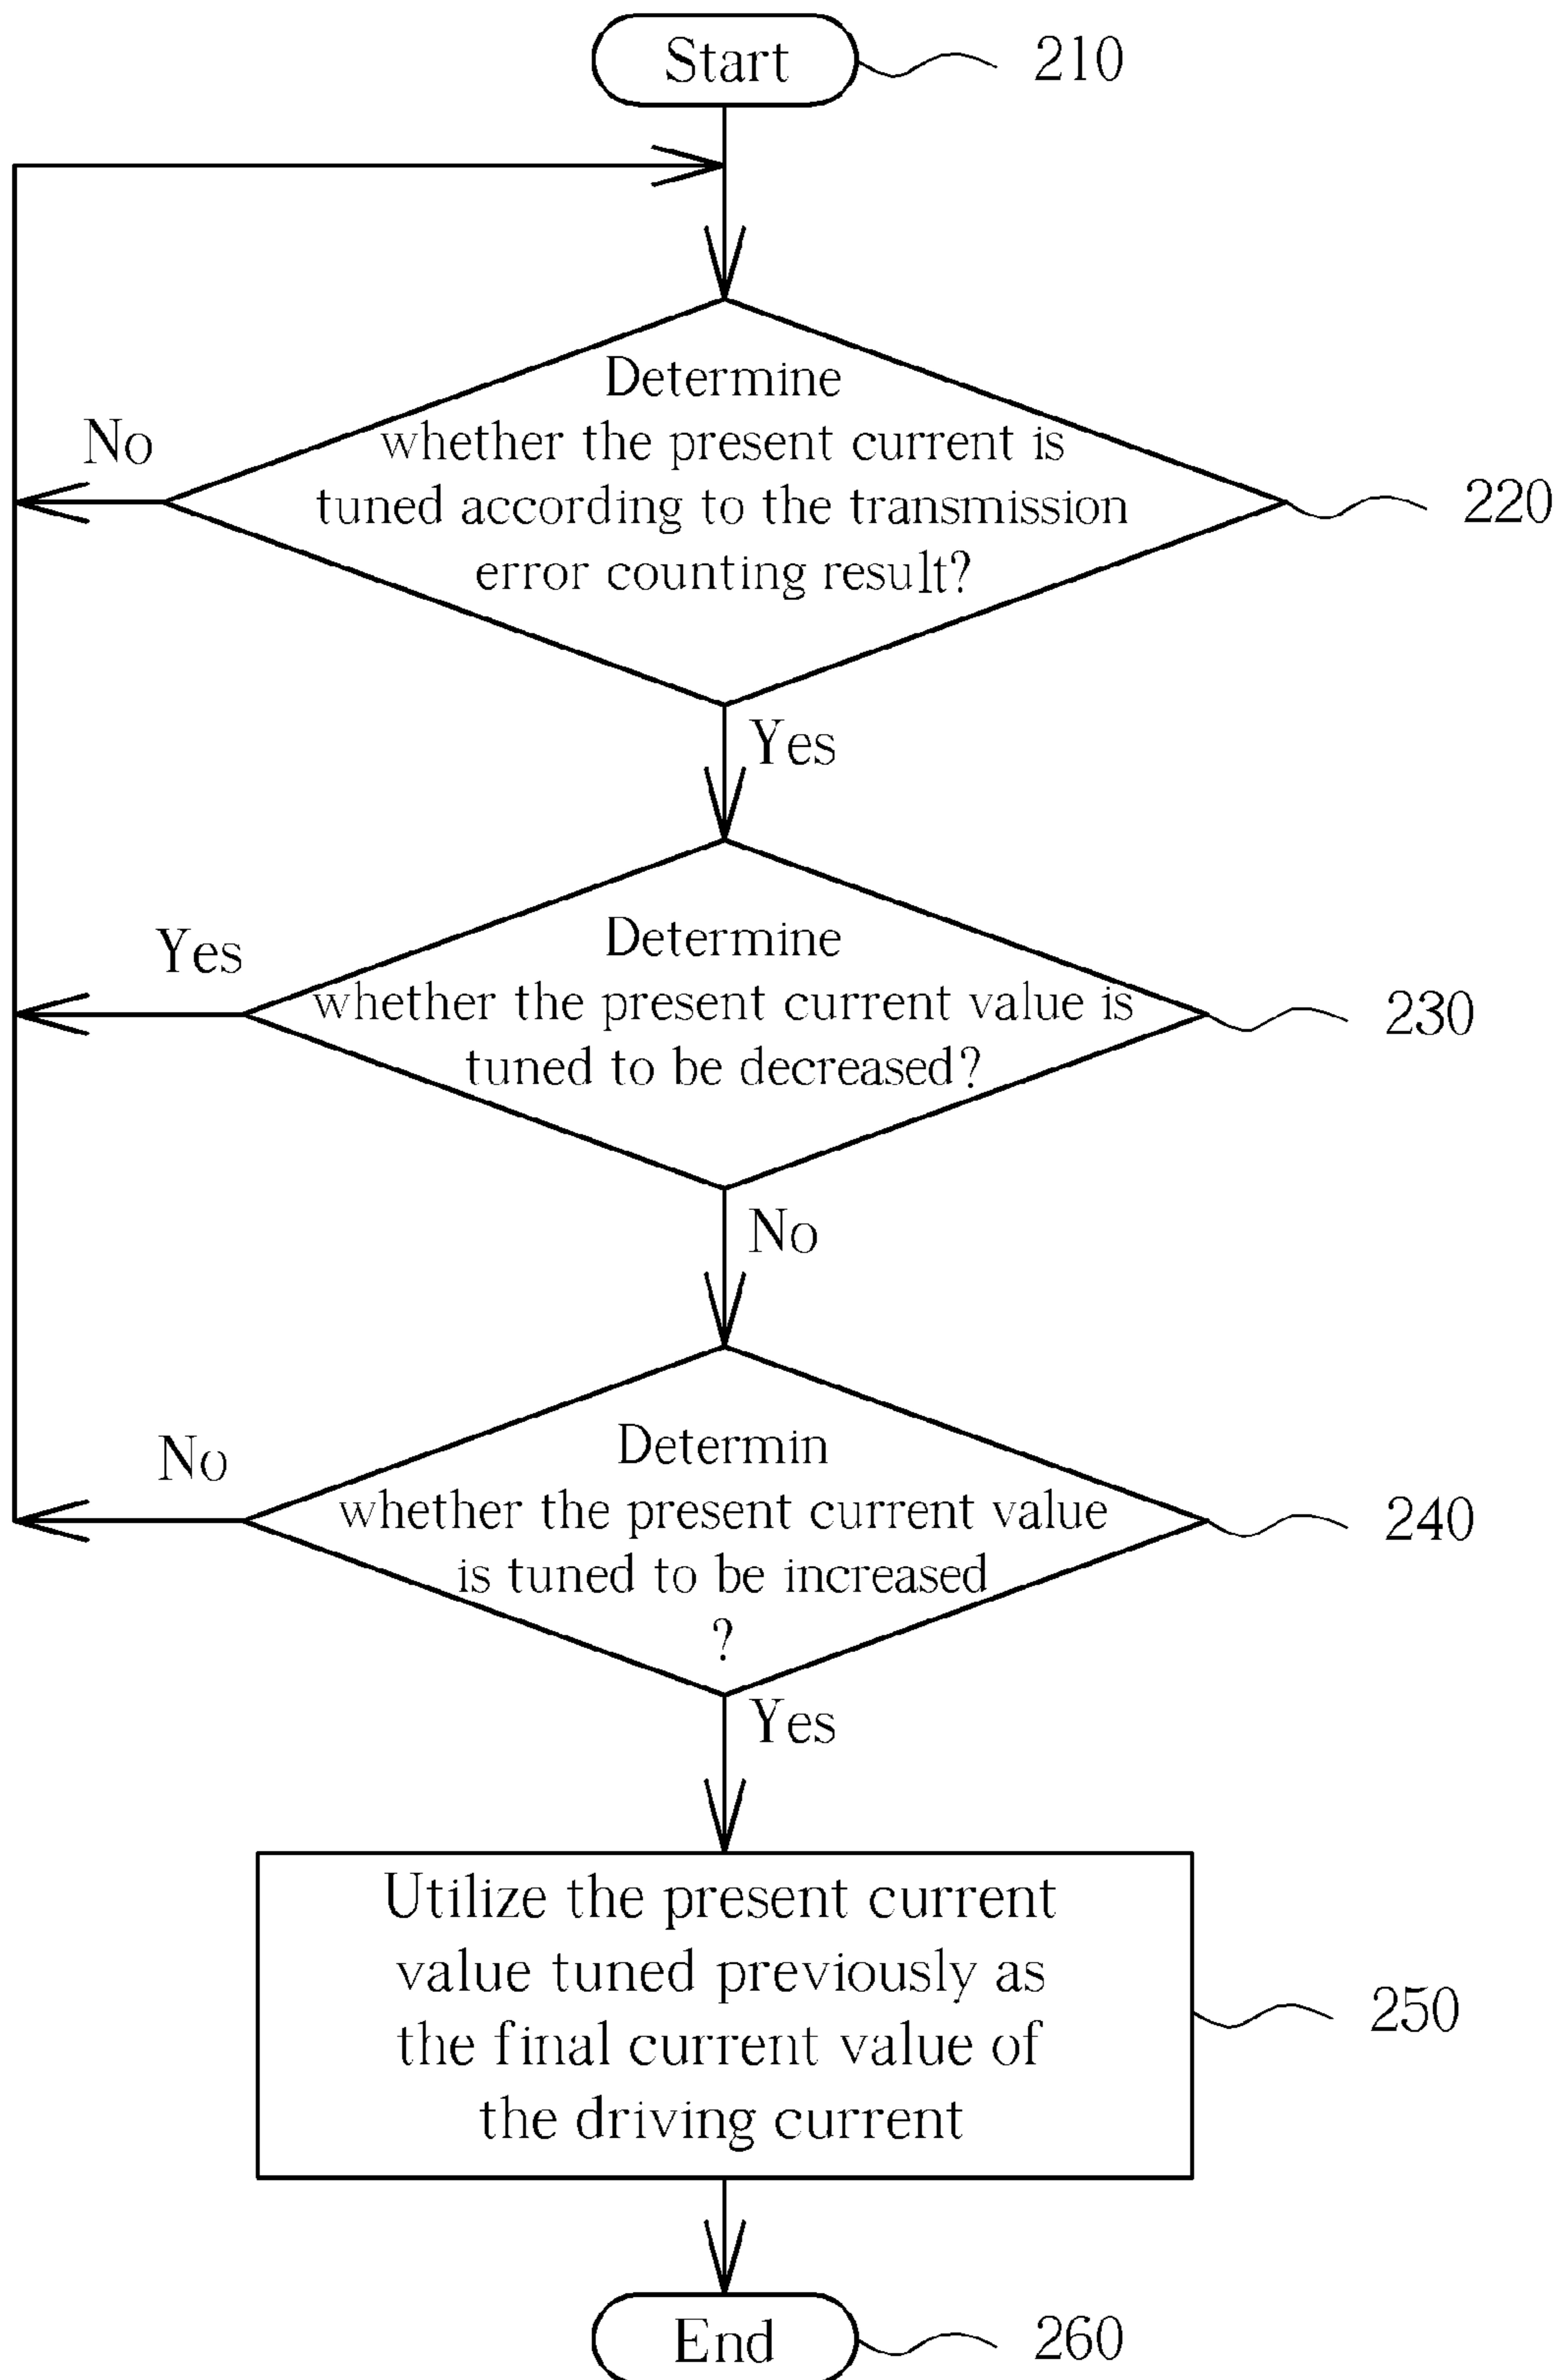 Start
210
Determine
whether the present current is
tuned according to the transmission
error counting result?
No
220
Yes
Determine
whether the present current value is
tuned to be decreased?
Yes
230
No
Determin
whether the present current value
is tuned to be increased
?
No
240
Yes
Utilize the present current
value tuned previously as
the final current value of
the driving current
250
End
260